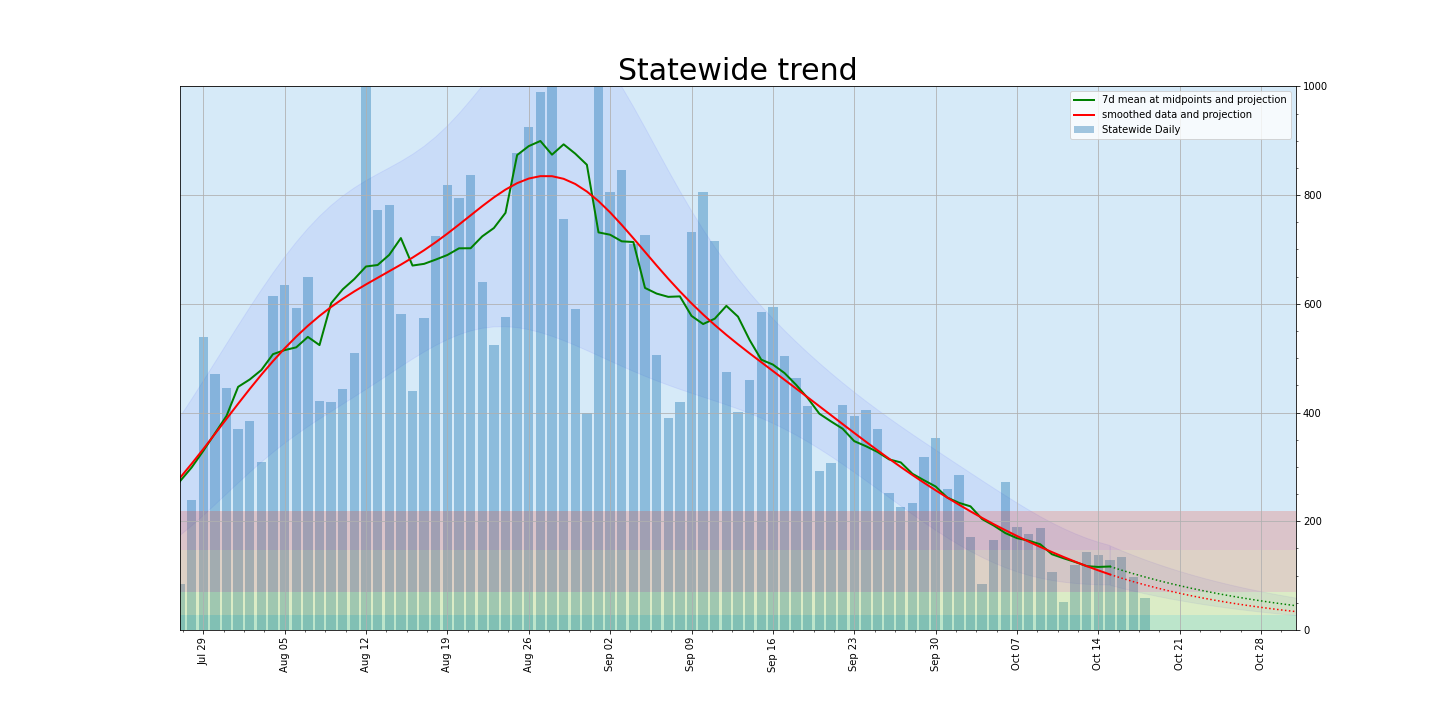 Statewide trend
7d mean at midpoints and projection
smoothed data and projection
Statewide Daily
1000
800
600
400
200
0
Jul 29
Aug 05
Aug 12
Aug 19
Aug 26
Sep 02
Sep 09
Sep 16
Sep 23
Sep 30
Oct 07
Oct 14
Oct 21
Oct 28